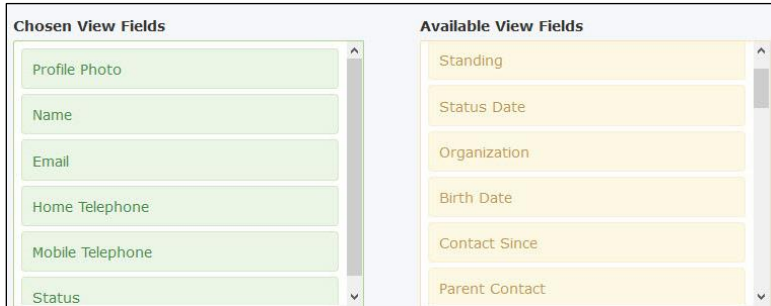 Chosen View Fields
Profile Photo
Name
Email
Home Telephone
Mobile Telephone
Status
Available View Fields
Standing
Status Date
Organization
Birth Date
Contact Since
Parent Contact